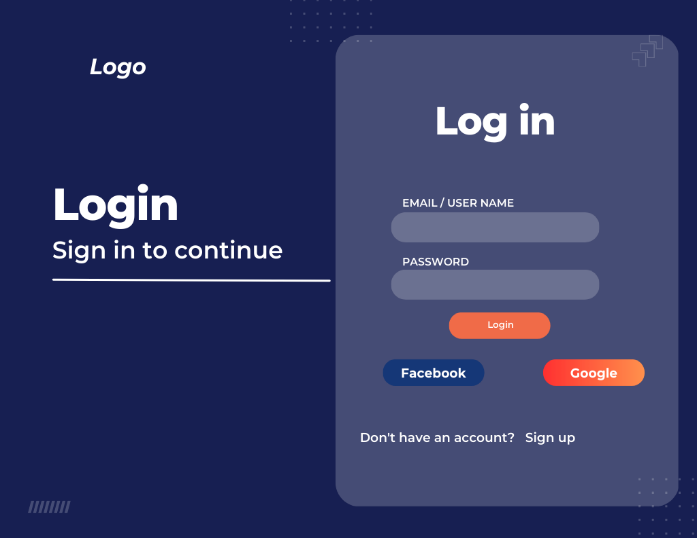 Logo
Login
Sign in to continue
Log in
EMAIL / USER NAME
PASSWORD
Login
Facebook
Google
Don't have an account? Sign up